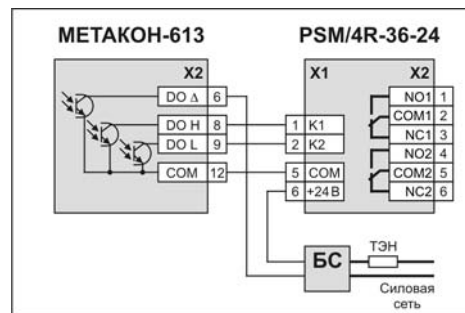 МЕТАКОН-613
PSM/4R-36-24
X2
DO Δ 6
DO H 8
DO L 9
COM 12
X1
1 K1
2 K2
5 COM
6 +24В
X2
NO1 1
COM1 2
NC1 3
NO2 4
COM2 5
NC2 6
БС
ТЭН
Силовая
сеть